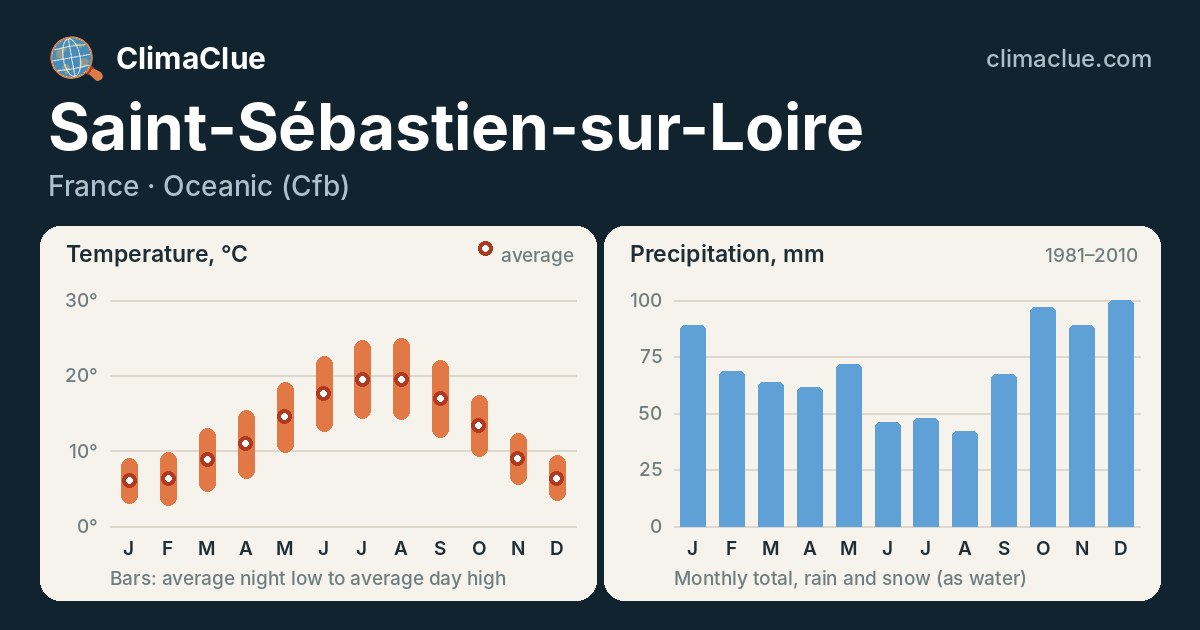 ClimaClue
climaclue.com
Saint-Sébastien-sur-Loire
France · Oceanic (Cfb)
Temperature, °C
average
30°
20°
10°
0°
J F M A M J J A S O N D
Bars: average night low to average day high
Precipitation, mm
1981–2010
100
75
50
25
0
J F M A M J J A S O N D
Monthly total, rain and snow (as water)